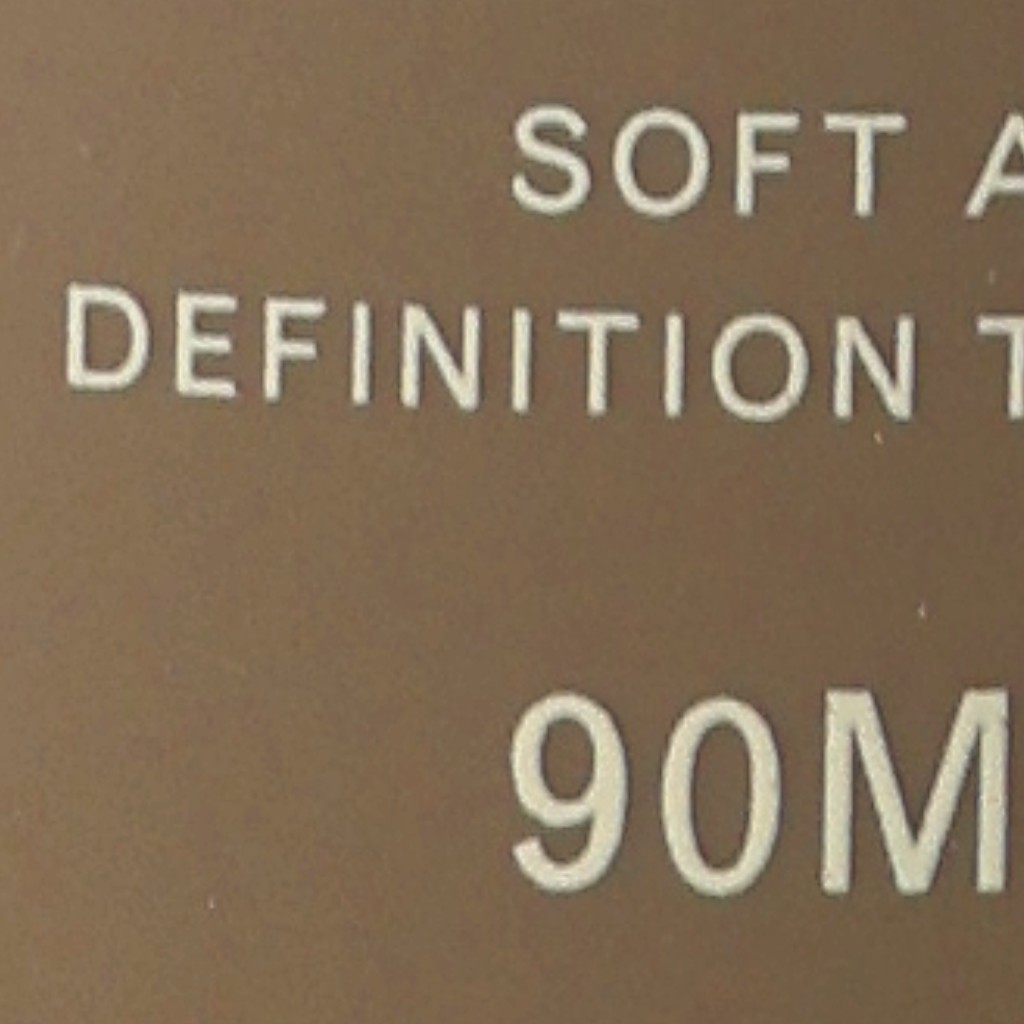 SOFT A
DEFINITION T
90M